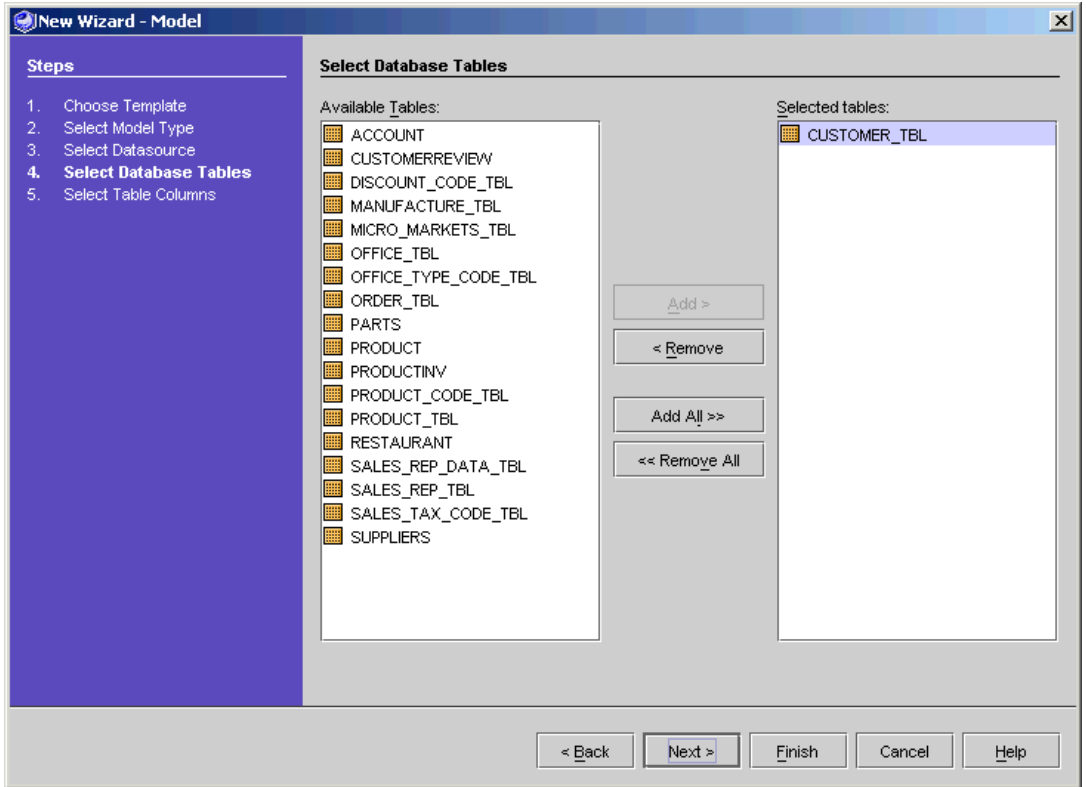 New Wizard - Model
Steps
1. Choose Template
2. Select Model Type
3. Select Datasource
4. Select Database Tables
5. Select Table Columns
Select Database Tables
Available Tables:
ACCOUNT
CUSTOMERREVIEW
DISCOUNT_CODE_TBL
MANUFACTURE_TBL
MICRO_MARKETS_TBL
OFFICE_TBL
OFFICE_TYPE_CODE_TBL
ORDER_TBL
PARTS
PRODUCT
PRODUCTINV
PRODUCT_CODE_TBL
PRODUCT_TBL
RESTAURANT
SALES_REP_DATA_TBL
SALES_REP_TBL
SALES_TAX_CODE_TBL
SUPPLIERS
Add >
< Remove
Add All >>
<< Remove All
Selected tables:
CUSTOMER_TBL
< Back Next > Finish Cancel Help